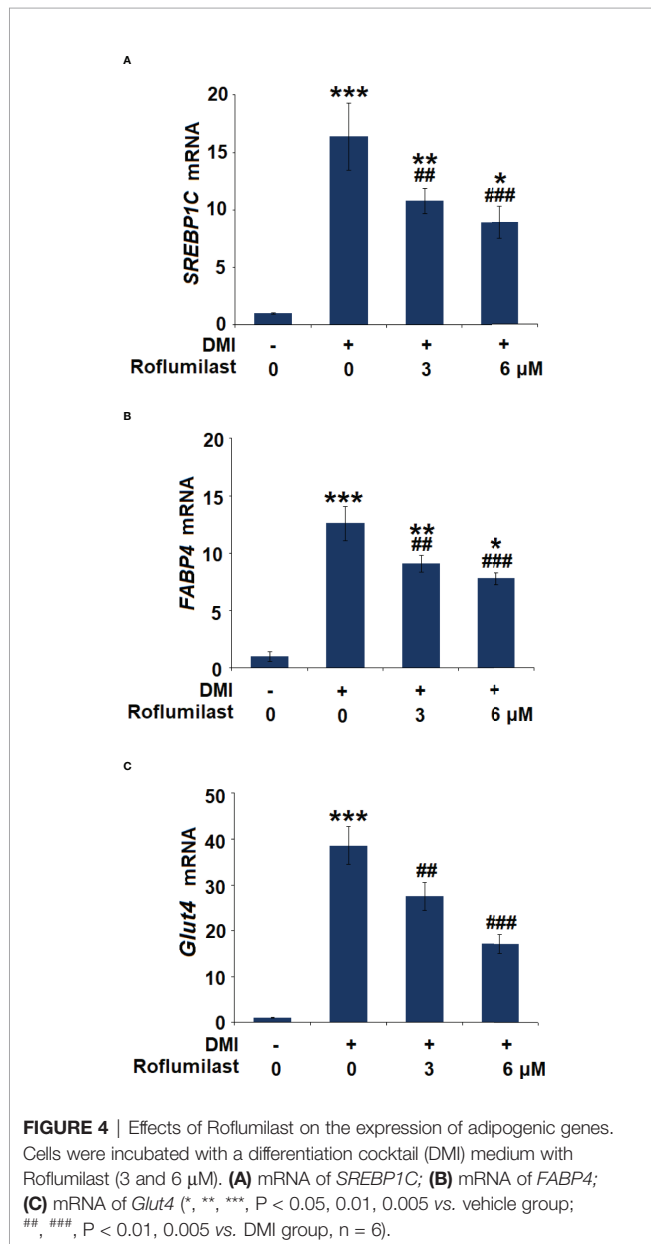 A
SREBP1C mRNA
20
15
10
5
0
***
**
##
*
###
DMI - + + +
Roflumilast 0 0 3 6 μM
B
FABP4 mRNA
20
15
10
5
0
***
**
##
*
###
DMI - + + +
Roflumilast 0 0 3 6 μM
C
Glut4 mRNA
50
40
30
20
10
0
***
##
###
DMI - + + +
Roflumilast 0 0 3 6 μM
FIGURE 4 | Effects of Roflumilast on the expression of adipogenic genes.
Cells were incubated with a differentiation cocktail (DMI) medium with
Roflumilast (3 and 6 μM). (A) mRNA of SREBP1C; (B) mRNA of FABP4;
(C) mRNA of Glut4 (*, **, ***, P < 0.05, 0.01, 0.005 vs. vehicle group;
##, ###, P < 0.01, 0.005 vs. DMI group, n = 6).